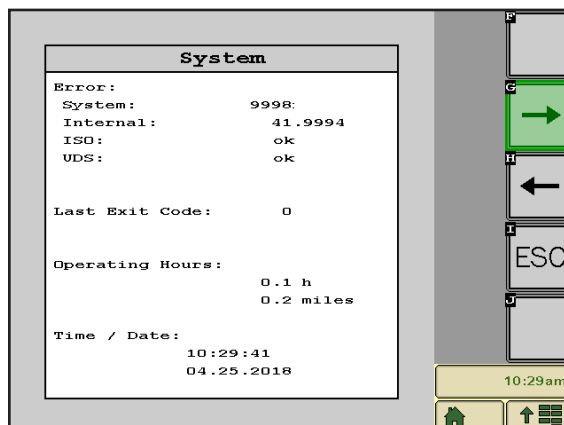 System
Error:
System: 9998:
Internal: 41.9994
ISO: ok
VDS: ok
Last Exit Code: 0
Operating Hours:
0.1 h
0.2 miles
Time / Date:
10:29:41
04.25.2018
F
G
H
I
ESC
J
10:29am